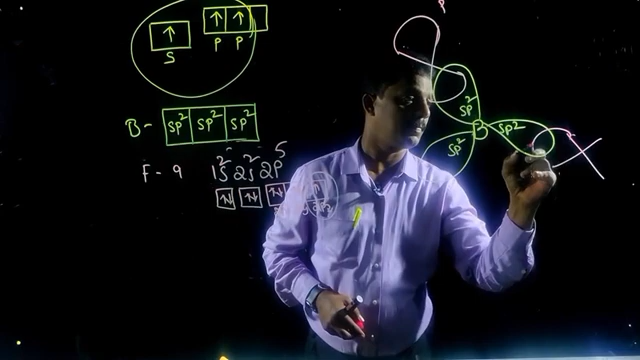 ↑ ↑ ↑
S P P
B - SP² SP² SP²
F - 9 1S² 2S² 2P⁵
SP²
B SP²
SP²